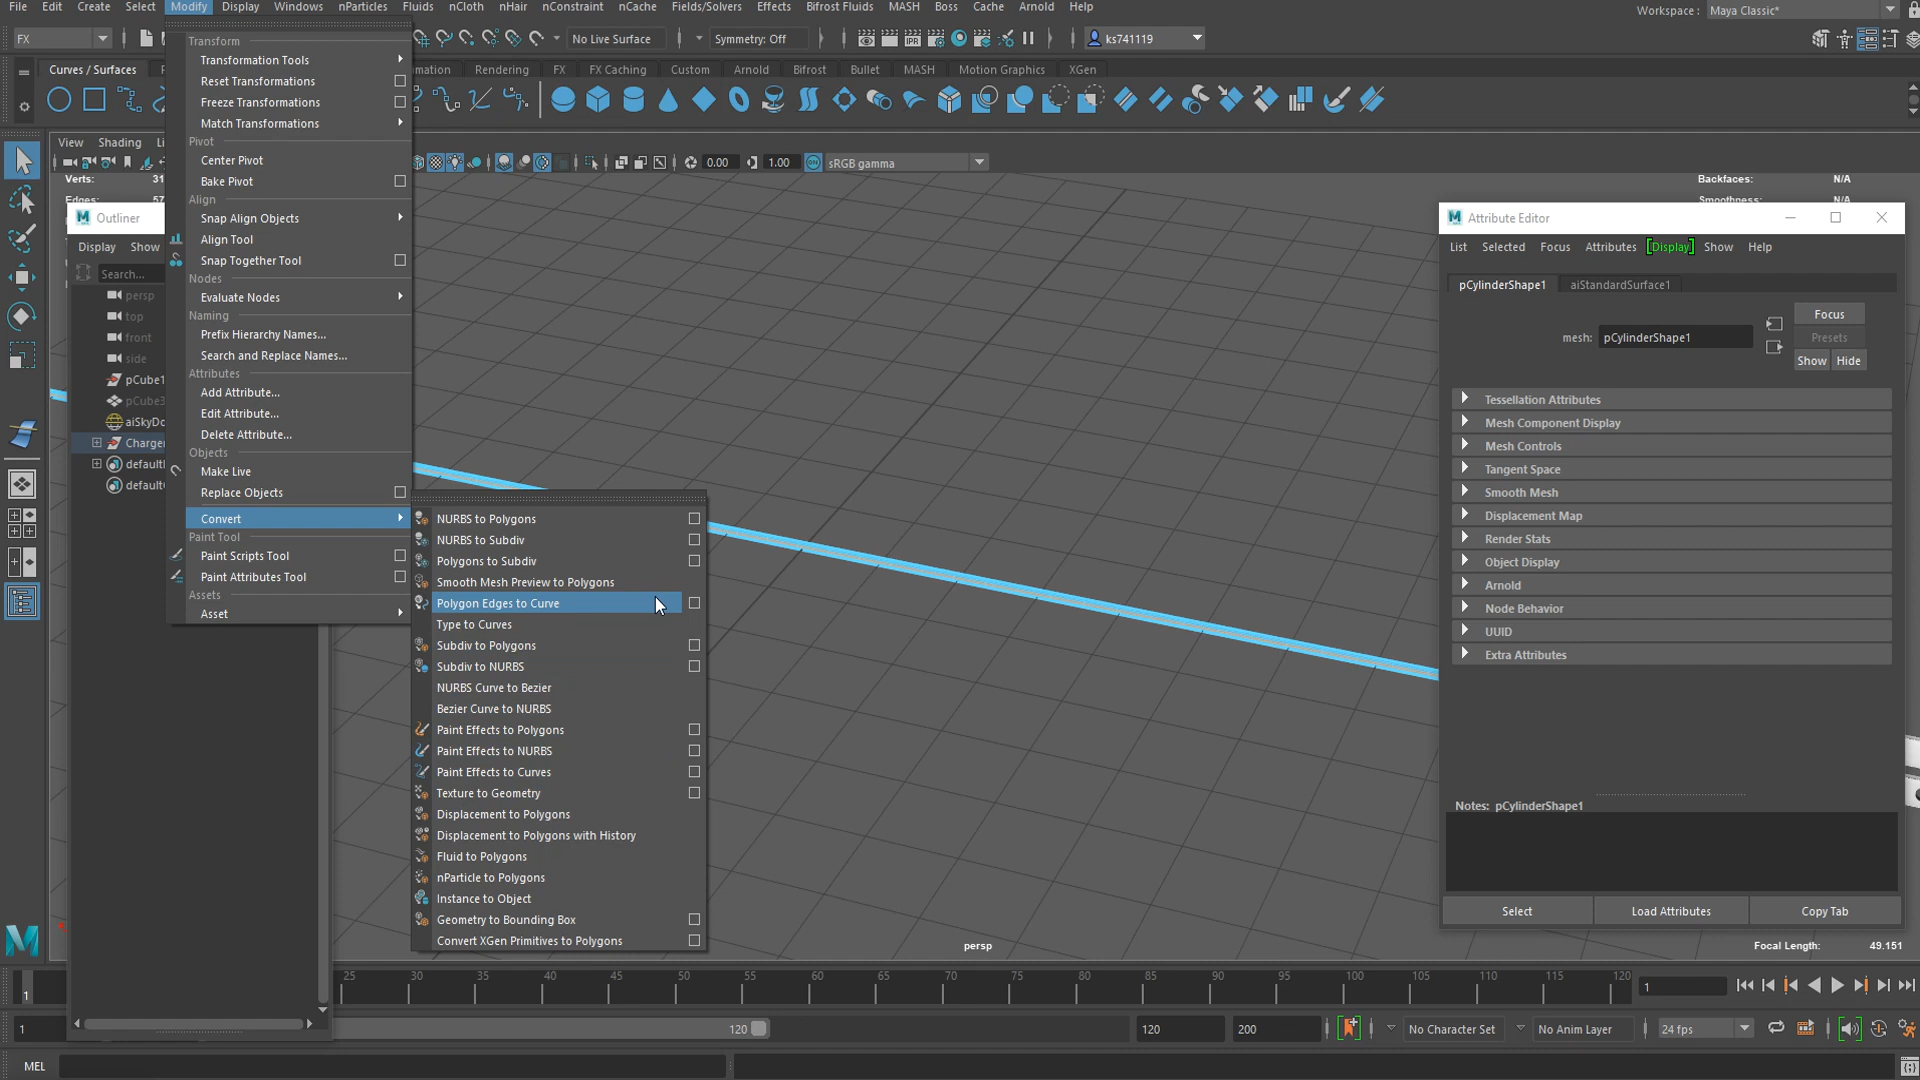 File Edit Create Select Modify Display Windows nParticles Fluids nCloth nHair nConstraint nCache Fields/Solvers Effects Bifrost Fluids MASH Boss Cache Arnold Help
Workspace : Maya Classic*
FX
No Live Surface
Symmetry: Off
IPR
ks741119
Curves / Surfaces
Rendering FX FX Caching Custom Arnold Bifrost Bullet MASH Motion Graphics XGen
View Shading
0.00
1.00
sRGB gamma
Verts: 31
Edges: 57
Backfaces: N/A
Smoothness: N/A
Outliner
Display Show
Search...
persp
top
front
side
pCube1
pCube3
aiSkyDo
Charger
default
default
Transform
Transformation Tools
Reset Transformations
Freeze Transformations
Match Transformations
Pivot
Center Pivot
Bake Pivot
Align
Snap Align Objects
Align Tool
Snap Together Tool
Nodes
Evaluate Nodes
Naming
Prefix Hierarchy Names...
Search and Replace Names...
Attributes
Add Attribute...
Edit Attribute...
Delete Attribute...
Objects
Make Live
Replace Objects
Convert
Paint Tool
Paint Scripts Tool
Paint Attributes Tool
Assets
Asset
NURBS to Polygons
NURBS to Subdiv
Polygons to Subdiv
Smooth Mesh Preview to Polygons
Polygon Edges to Curve
Type to Curves
Subdiv to Polygons
Subdiv to NURBS
NURBS Curve to Bezier
Bezier Curve to NURBS
Paint Effects to Polygons
Paint Effects to NURBS
Paint Effects to Curves
Texture to Geometry
Displacement to Polygons
Displacement to Polygons with History
Fluid to Polygons
nParticle to Polygons
Instance to Object
Geometry to Bounding Box
Convert XGen Primitives to Polygons
Attribute Editor
List Selected Focus Attributes [Display] Show Help
pCylinderShape1 aiStandardSurface1
mesh: pCylinderShape1
Focus
Presets
Show Hide
Tessellation Attributes
Mesh Component Display
Mesh Controls
Tangent Space
Smooth Mesh
Displacement Map
Render Stats
Object Display
Arnold
Node Behavior
UUID
Extra Attributes
Notes: pCylinderShape1
Select Load Attributes Copy Tab
persp
Focal Length: 49.151
1 25 30 35 40 45 50 55 60 65 70 75 80 85 90 95 100 105 110 115 120
1
1
120
120
200
No Character Set
No Anim Layer
24 fps
MEL